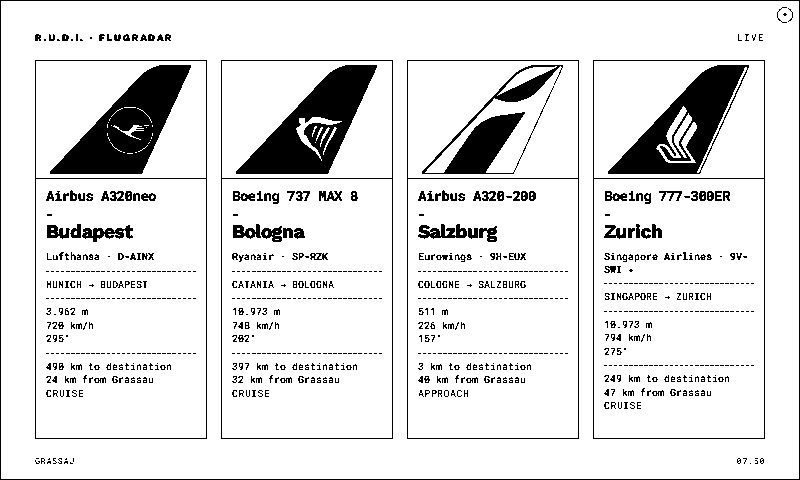 R.U.D.I. · FLUGRADAR
LIVE
Airbus A320neo
-
Budapest
Lufthansa · D-AINX
MUNICH → BUDAPEST
3.962 m
720 km/h
295°
490 km to destination
24 km from Grassau
CRUISE
Boeing 737 MAX 8
-
Bologna
Ryanair · SP-RZK
CATANIA → BOLOGNA
10.973 m
748 km/h
202°
397 km to destination
32 km from Grassau
CRUISE
Airbus A320-200
-
Salzburg
Eurowings · 9H-EUX
COLOGNE → SALZBURG
511 m
226 km/h
157°
3 km to destination
40 km from Grassau
APPROACH
Boeing 777-300ER
-
Zurich
Singapore Airlines · 9V-
SWI ✦
SINGAPORE → ZURICH
10.973 m
794 km/h
275°
249 km to destination
47 km from Grassau
CRUISE
GRASSAU
07.50